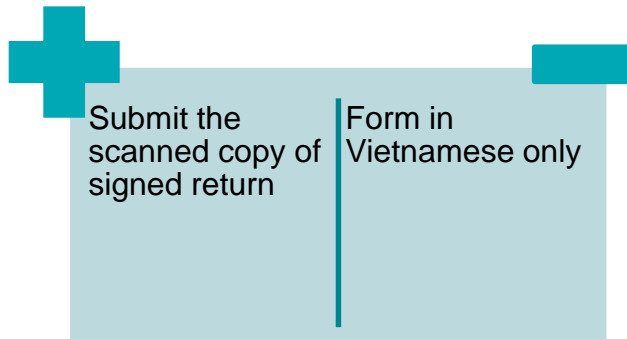 Submit the
scanned copy of
signed return
Form in
Vietnamese only